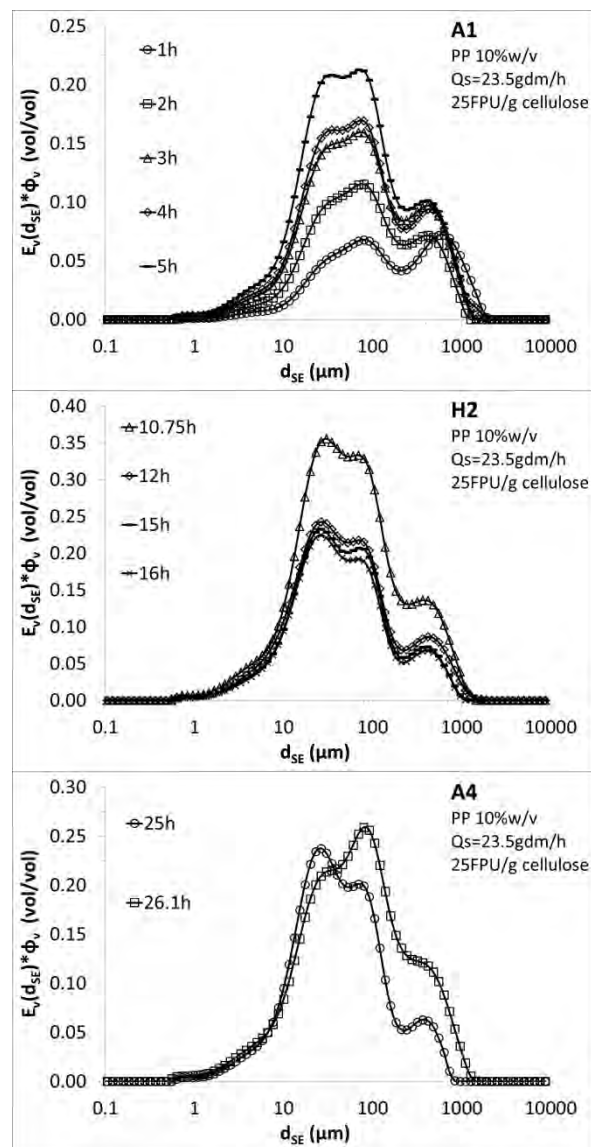 A1
PP 10%w/v
Qs=23.5gdm/h
25FPU/g cellulose
1h
2h
3h
4h
5h
Eᵥ(d_SE)*Φᵥ (vol/vol)
0.25
0.20
0.15
0.10
0.05
0.00
0.1 1 10 100 1000 10000
d_SE (µm)
H2
PP 10%w/v
Qs=23.5gdm/h
25FPU/g cellulose
10.75h
12h
15h
16h
Eᵥ(d_SE)*Φᵥ (vol/vol)
0.40
0.35
0.30
0.25
0.20
0.15
0.10
0.05
0.00
0.1 1 10 100 1000 10000
d_SE (µm)
A4
PP 10%w/v
Qs=23.5gdm/h
25FPU/g cellulose
25h
26.1h
Eᵥ(d_SE)*Φᵥ (vol/vol)
0.30
0.25
0.20
0.15
0.10
0.05
0.00
0.1 1 10 100 1000 10000
d_SE (µm)